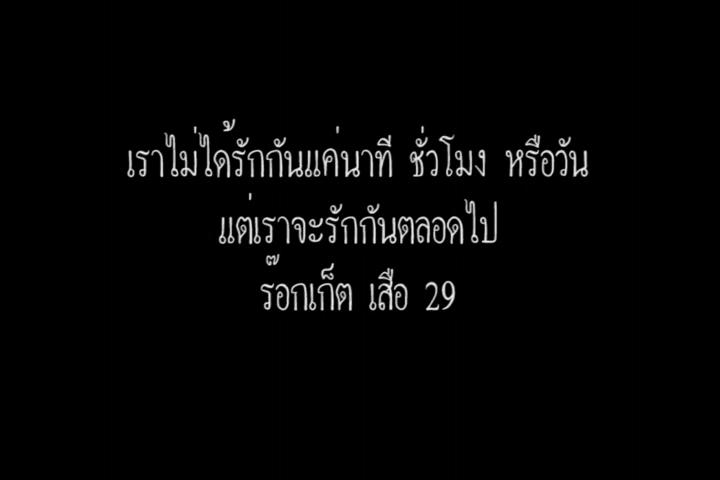 เราไม่ได้รักกันแค่นาที ชั่วโมง หรือวัน
แต่เราจะรักกันตลอดไป
ร๊อกเก็ต เสือ 29